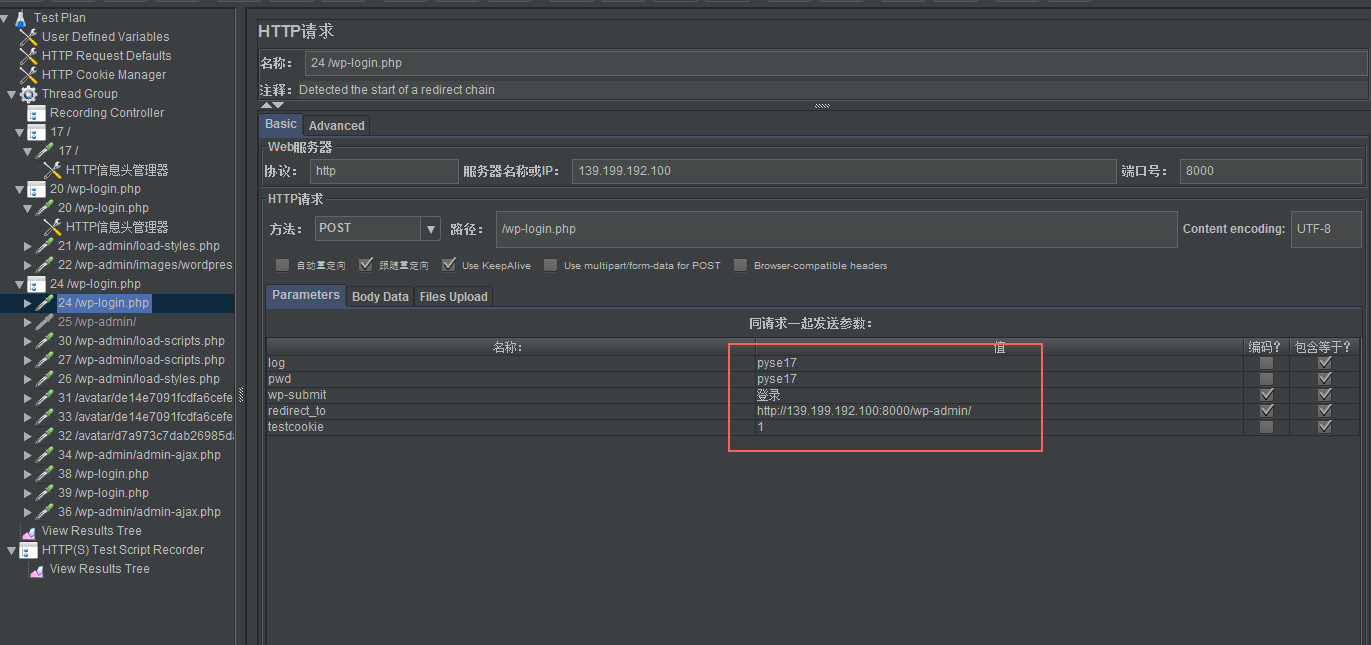 Test Plan
User Defined Variables
HTTP Request Defaults
HTTP Cookie Manager
Thread Group
Recording Controller
17 /
17 /
HTTP信息头管理器
20 /wp-login.php
20 /wp-login.php
HTTP信息头管理器
21 /wp-admin/load-styles.php
22 /wp-admin/images/wordpres
24 /wp-login.php
24 /wp-login.php
25 /wp-admin/
30 /wp-admin/load-scripts.php
27 /wp-admin/load-scripts.php
26 /wp-admin/load-styles.php
31 /avatar/de14e7091fcdfa6cefe
33 /avatar/de14e7091fcdfa6cefe
32 /avatar/d7a973c7dab26985d
34 /wp-admin/admin-ajax.php
38 /wp-login.php
39 /wp-login.php
36 /wp-admin/admin-ajax.php
View Results Tree
HTTP(S) Test Script Recorder
View Results Tree
HTTP请求
名称： 24 /wp-login.php
注释： Detected the start of a redirect chain
Basic Advanced
Web服务器
协议： http 服务器名称或IP： 139.199.192.100 端口号： 8000
HTTP请求
方法： POST 路径： /wp-login.php Content encoding: UTF-8
自动重定向 跟随重定向 Use KeepAlive Use multipart/form-data for POST Browser-compatible headers
Parameters Body Data Files Upload
同请求一起发送参数：
名称： 值 编码？ 包含等于？
log pyse17
pwd pyse17
wp-submit 登录
redirect_to http://139.199.192.100:8000/wp-admin/
testcookie 1